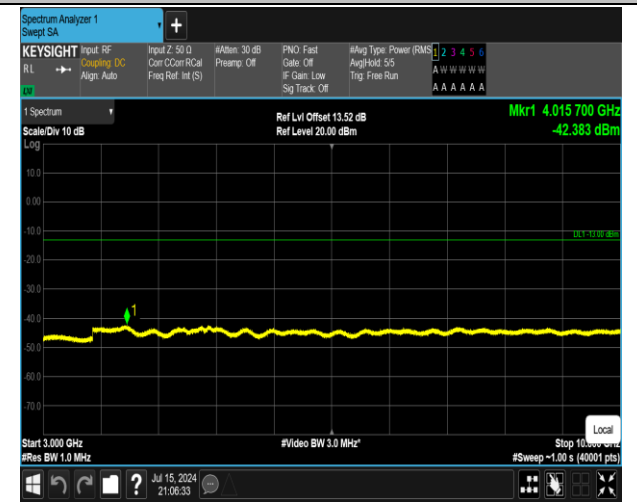 Spectrum Analyzer 1
Swept SA
+
KEYSIGHT Input: RF Input Z: 50 Ω #Atten: 30 dB PNO: Fast #Avg Type: Power (RMS 1 2 3 4 5 6
RL Coupling: DC Corr CCorr RCal Preamp: Off Gate: Off Avg|Hold: 5/5 A W W W W W
Align: Auto Freq Ref: Int (S) IF Gain: Low Trig: Free Run
Sig Track: Off A A A A A A
1 Spectrum Ref Lvl Offset 13.52 dB Mkr1 4.015 700 GHz
Scale/Div 10 dB Ref Level 20.00 dBm -42.383 dBm
Log
10.0
0.00
-10.0
DL1 -13.00 dBm
-20.0
-30.0
-40.0
1
-50.0
-60.0
-70.0
Local
Start 3.000 GHz #Video BW 3.0 MHz* Stop 10.000 GHz
#Res BW 1.0 MHz #Sweep ~1.00 s (40001 pts)
? Jul 15, 2024
21:06:33